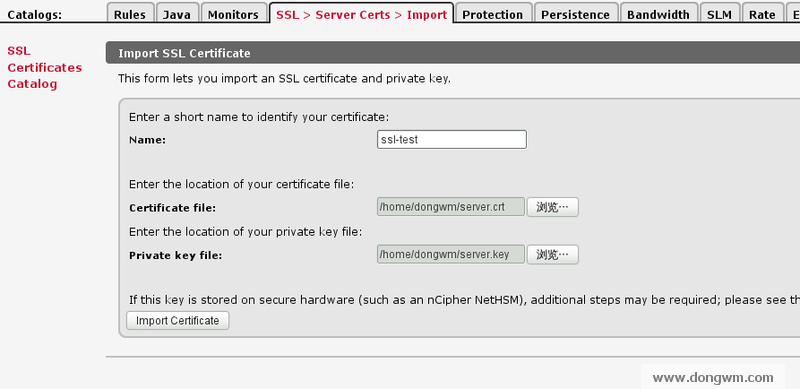 Catalogs: Rules Java Monitors SSL > Server Certs > Import Protection Persistence Bandwidth SLM Rate E
SSL
Certificates
Catalog
Import SSL Certificate
This form lets you import an SSL certificate and private key.
Enter a short name to identify your certificate:
Name: ssl-test
Enter the location of your certificate file:
Certificate file: /home/dongwm/server.crt 浏览…
Enter the location of your private key file:
Private key file: /home/dongwm/server.key 浏览…
If this key is stored on secure hardware (such as an nCipher NetHSM), additional steps may be required; please see th
Import Certificate
www.dongwm.com